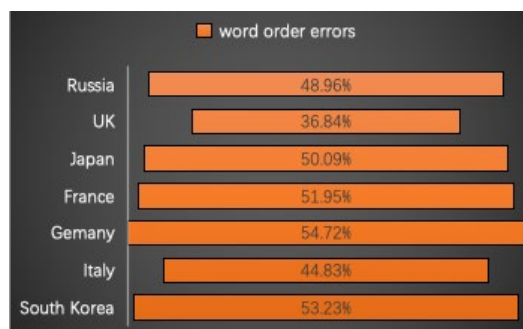 word order errors
Russia 48.96%
UK 36.84%
Japan 50.09%
France 51.95%
Gemany 54.72%
Italy 44.83%
South Korea 53.23%